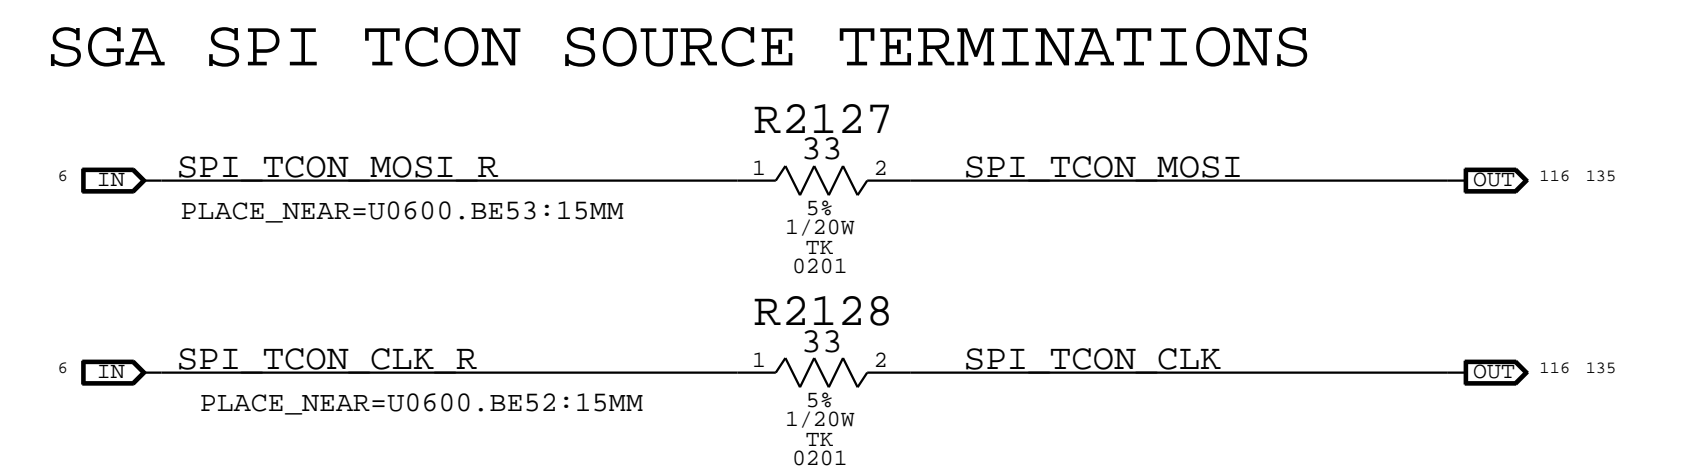 SGA SPI TCON SOURCE TERMINATIONS
R2127
33
6 IN SPI_TCON_MOSI_R 1 2 SPI_TCON_MOSI OUT 116 135
PLACE_NEAR=U0600.BE53:15MM 5%
1/20W
TK
0201
R2128
33
6 IN SPI_TCON_CLK_R 1 2 SPI_TCON_CLK OUT 116 135
PLACE_NEAR=U0600.BE52:15MM 5%
1/20W
TK
0201